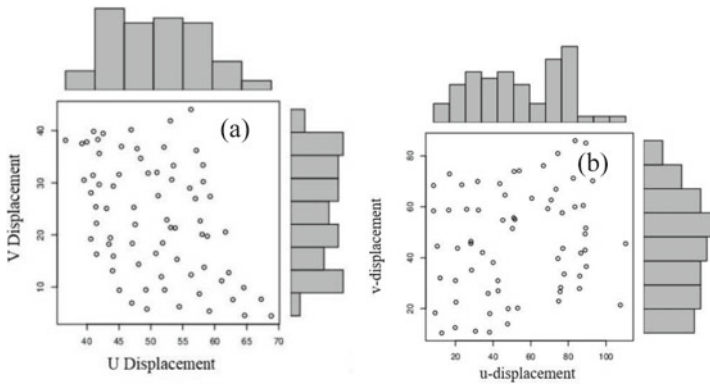 (a)
V Displacement
40
30
20
10
40 45 50 55 60 65 70
U Displacement
(b)
v-displacement
80
60
40
20
20 40 60 80 100
u-displacement